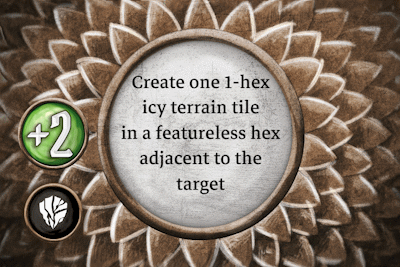 Create one 1-hex
icy terrain tile
in a featureless hex
adjacent to the
target
+2